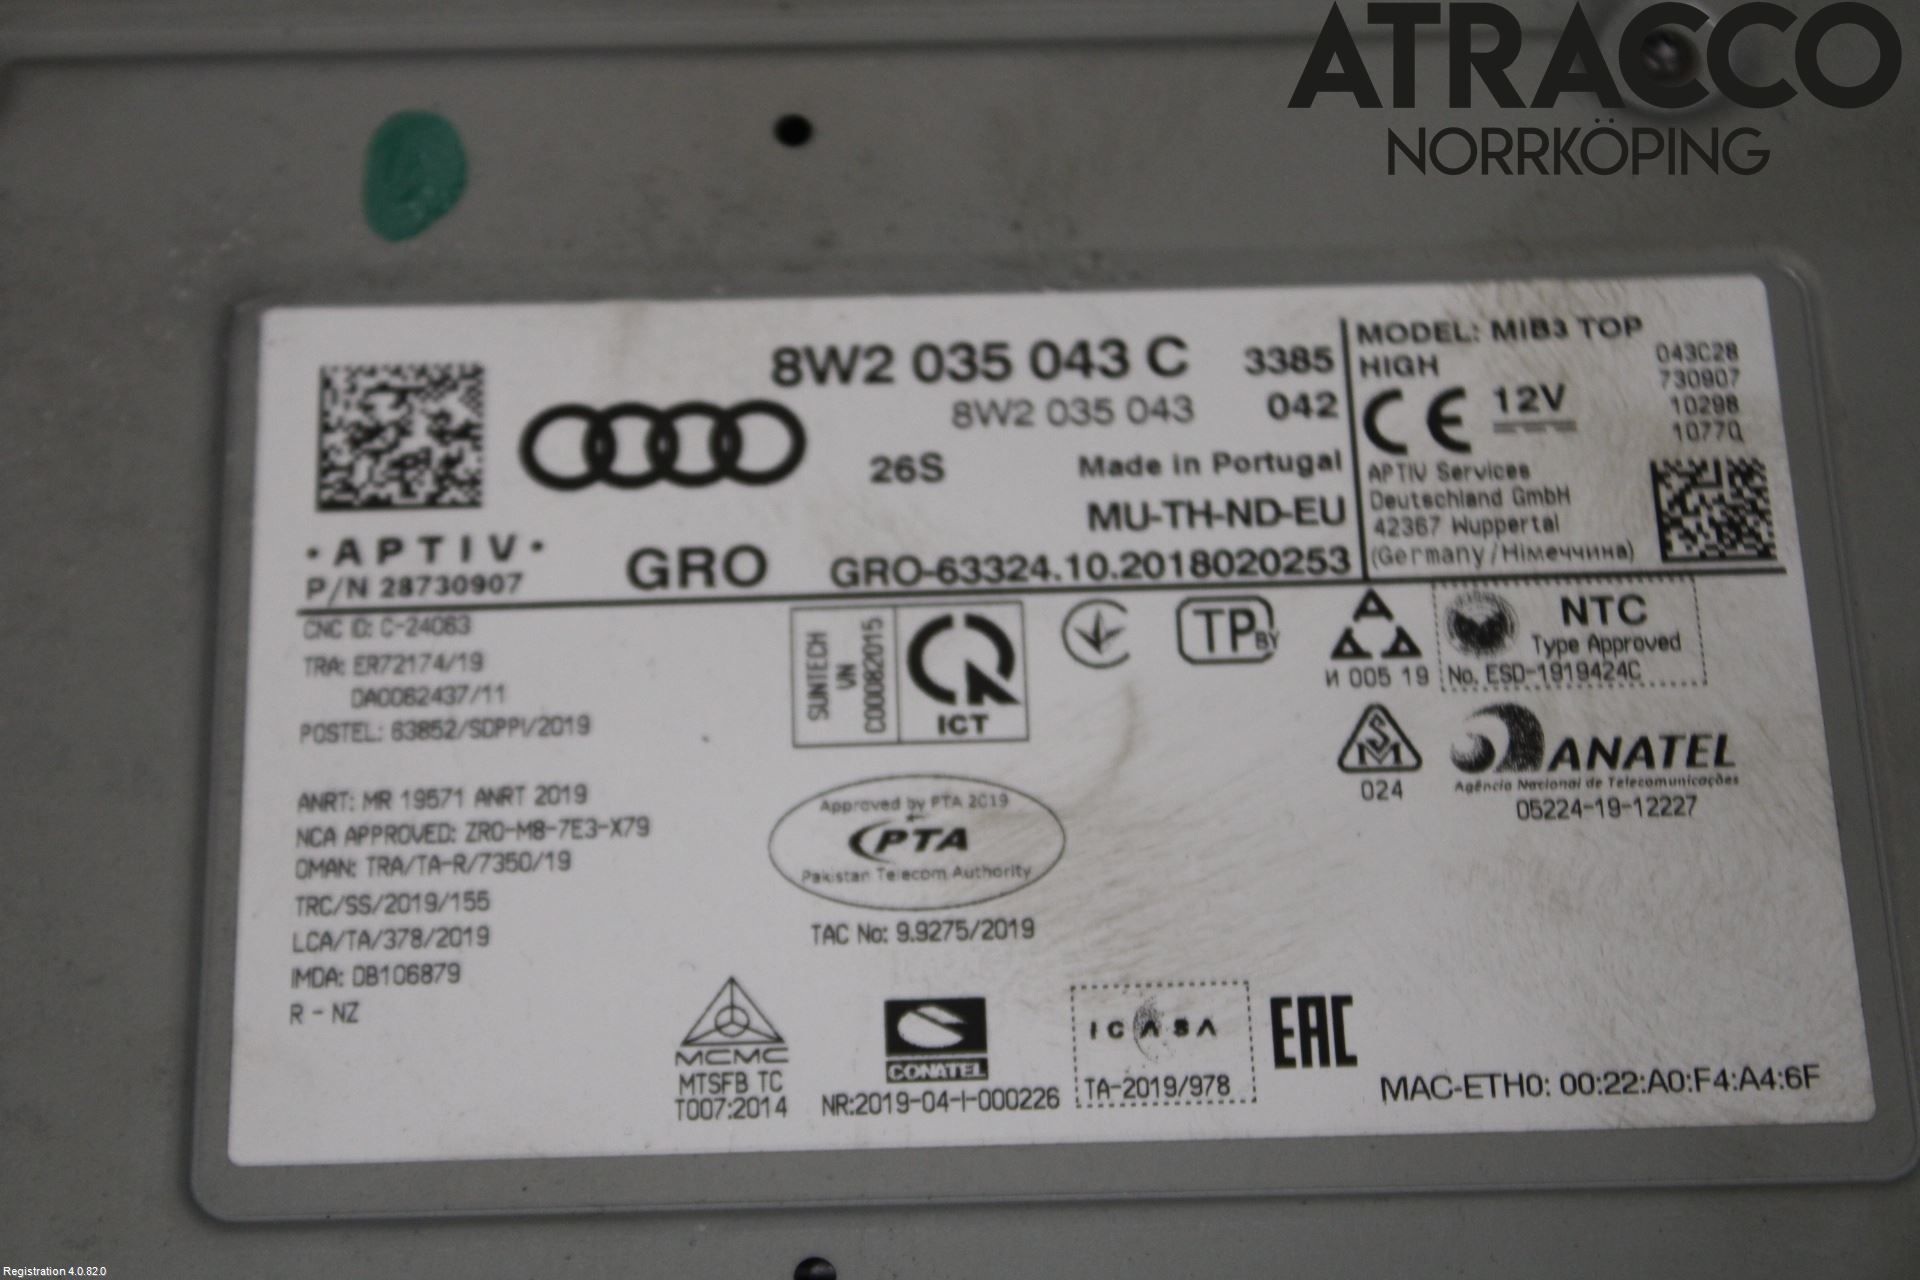 ATRACCO
NORRKÖPING
8W2 035 043 C 3385
8W2 035 043 042
26S Made in Portugal
MU-TH-ND-EU
• A P T I V •
P/N 28730907
GRO GRO-63324.10.2018020253
MODEL: MIB3 TOP
HIGH
CE 12V
043C28
730907
10298
1077Q
APTIV Services
Deutschland GmbH
42367 Wuppertal
(Germany/Німеччина)
CNC ID: C-24063
TRA: ER72174/19
DA0062437/11
POSTEL: 63852/SDPPI/2019
ANRT: MR 19571 ANRT 2019
NCA APPROVED: ZRO-M8-7E3-X79
OMAN: TRA/TA-R/7350/19
TRC/SS/2019/155
LCA/TA/378/2019
IMDA: DB106879
R - NZ
SUNTECH
VN
C00082015
ICT
TP BY
И 005 19
NTC
Type Approved
No. ESD-1919424C
SM
024
ANATEL
Agência Nacional de Telecomunicações
05224-19-12227
Approved by PTA 2019
PTA
Pakistan Telecom Authority
TAC No: 9.9275/2019
MCMC
MTSFB TC
T007:2014
CONATEL
NR:2019-04-I-000226
ICASA
TA-2019/978
EAC
MAC-ETH0: 00:22:A0:F4:A4:6F
Registration 4.0.82.0